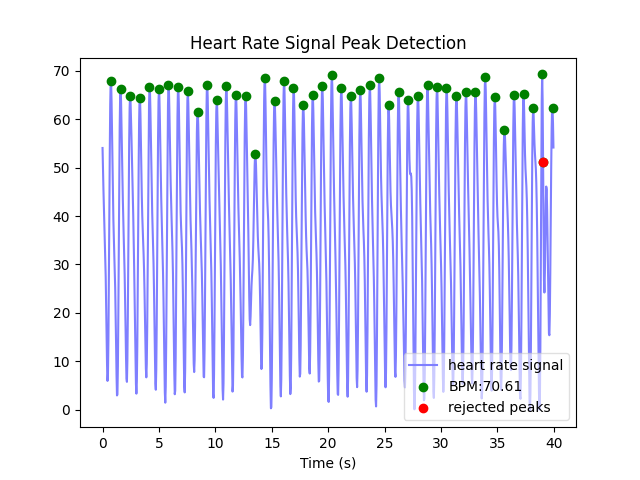 Heart Rate Signal Peak Detection
70
60
50
40
30
20
10
0
heart rate signal
BPM:70.61
rejected peaks
0 5 10 15 20 25 30 35 40
Time (s)